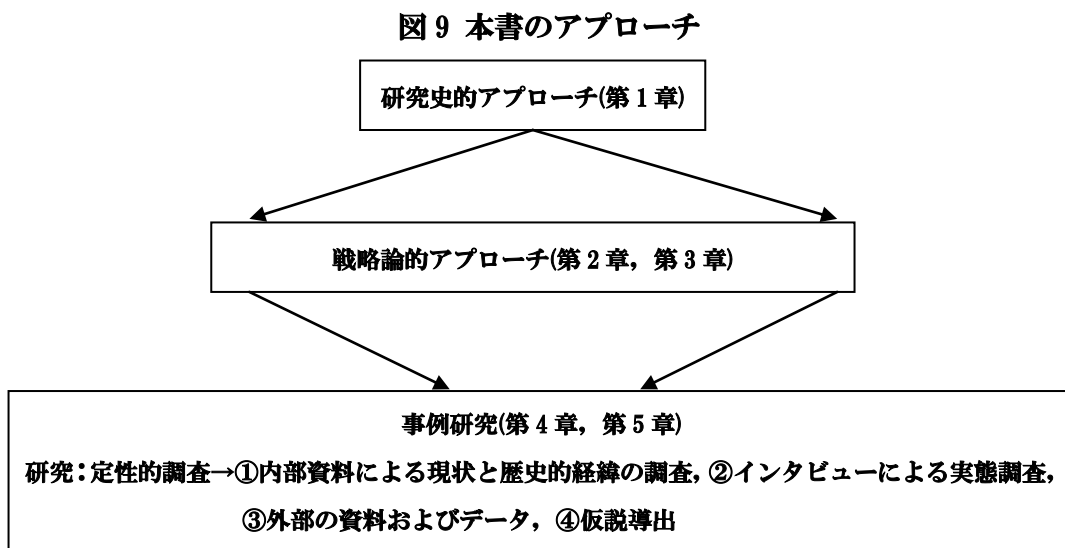 図9 本書のアプローチ
研究史的アプローチ(第1章)
戦略論的アプローチ(第2章，第3章)
事例研究(第4章，第5章)
研究：定性的調査→①内部資料による現状と歴史的経緯の調査，②インタビューによる実態調査，
③外部の資料およびデータ，④仮説導出